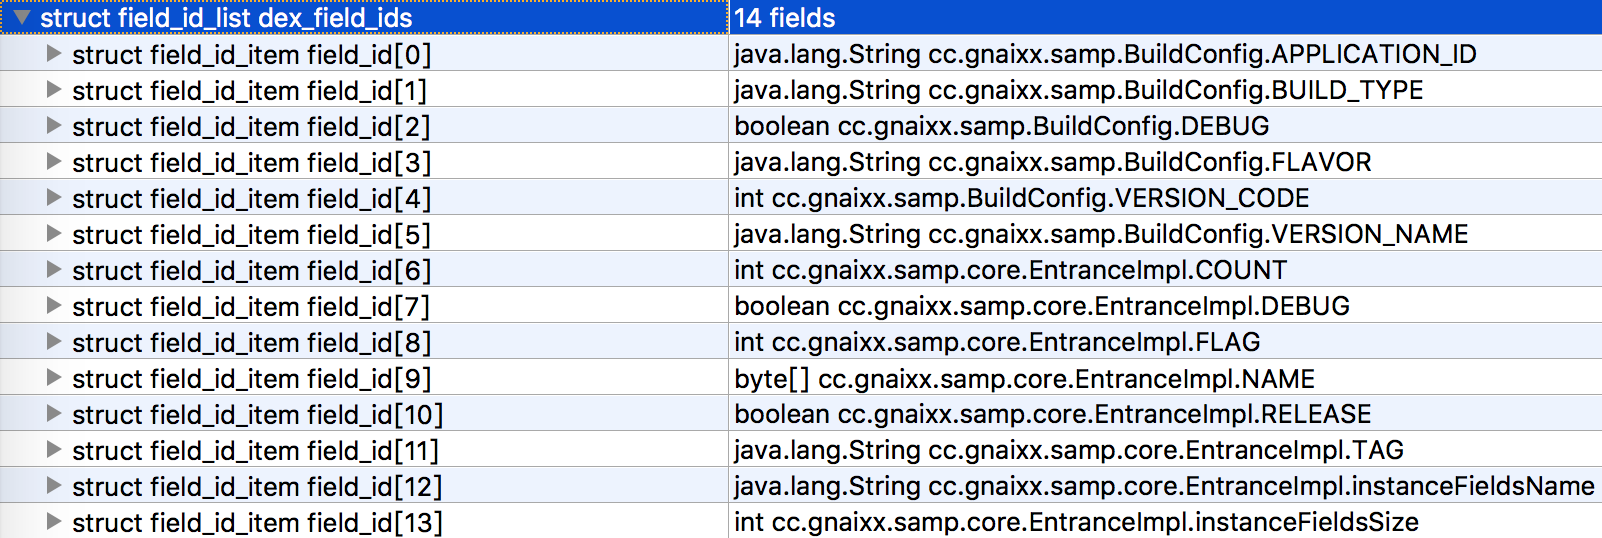 struct field_id_list dex_field_ids 14 fields
struct field_id_item field_id[0] java.lang.String cc.gnaixx.samp.BuildConfig.APPLICATION_ID
struct field_id_item field_id[1] java.lang.String cc.gnaixx.samp.BuildConfig.BUILD_TYPE
struct field_id_item field_id[2] boolean cc.gnaixx.samp.BuildConfig.DEBUG
struct field_id_item field_id[3] java.lang.String cc.gnaixx.samp.BuildConfig.FLAVOR
struct field_id_item field_id[4] int cc.gnaixx.samp.BuildConfig.VERSION_CODE
struct field_id_item field_id[5] java.lang.String cc.gnaixx.samp.BuildConfig.VERSION_NAME
struct field_id_item field_id[6] int cc.gnaixx.samp.core.EntranceImpl.COUNT
struct field_id_item field_id[7] boolean cc.gnaixx.samp.core.EntranceImpl.DEBUG
struct field_id_item field_id[8] int cc.gnaixx.samp.core.EntranceImpl.FLAG
struct field_id_item field_id[9] byte[] cc.gnaixx.samp.core.EntranceImpl.NAME
struct field_id_item field_id[10] boolean cc.gnaixx.samp.core.EntranceImpl.RELEASE
struct field_id_item field_id[11] java.lang.String cc.gnaixx.samp.core.EntranceImpl.TAG
struct field_id_item field_id[12] java.lang.String cc.gnaixx.samp.core.EntranceImpl.instanceFieldsName
struct field_id_item field_id[13] int cc.gnaixx.samp.core.EntranceImpl.instanceFieldsSize